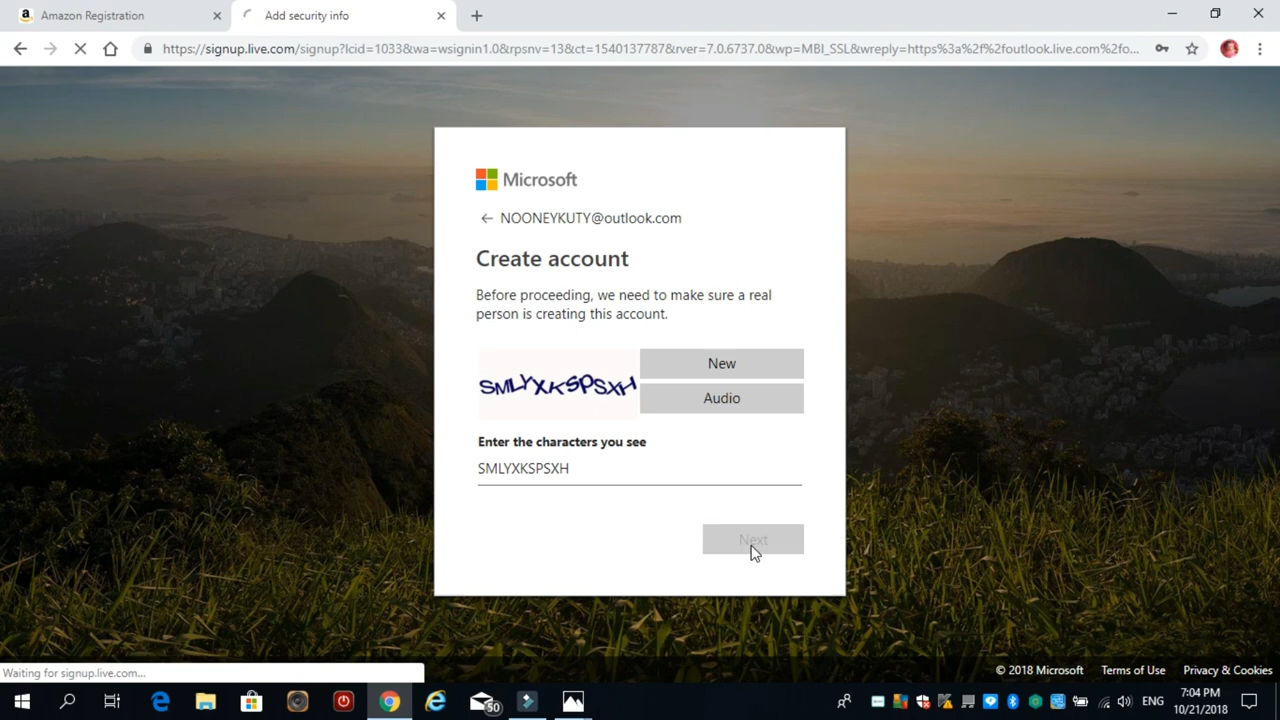 Amazon Registration
Add security info
https://signup.live.com/signup?lcid=1033&wa=wsignin1.0&rpsnv=13&ct=1540137787&rver=7.0.6737.0&wp=MBI_SSL&wreply=https%3a%2f%2foutlook.live.com%2fo...
Microsoft
NOONEYKUTY@outlook.com
Create account
Before proceeding, we need to make sure a real
person is creating this account.
SMLYXKSPSXH
New
Audio
Enter the characters you see
SMLYXKSPSXH
Next
Waiting for signup.live.com...
© 2018 Microsoft
Terms of Use
Privacy & Cookies
50
ENG
7:04 PM
10/21/2018